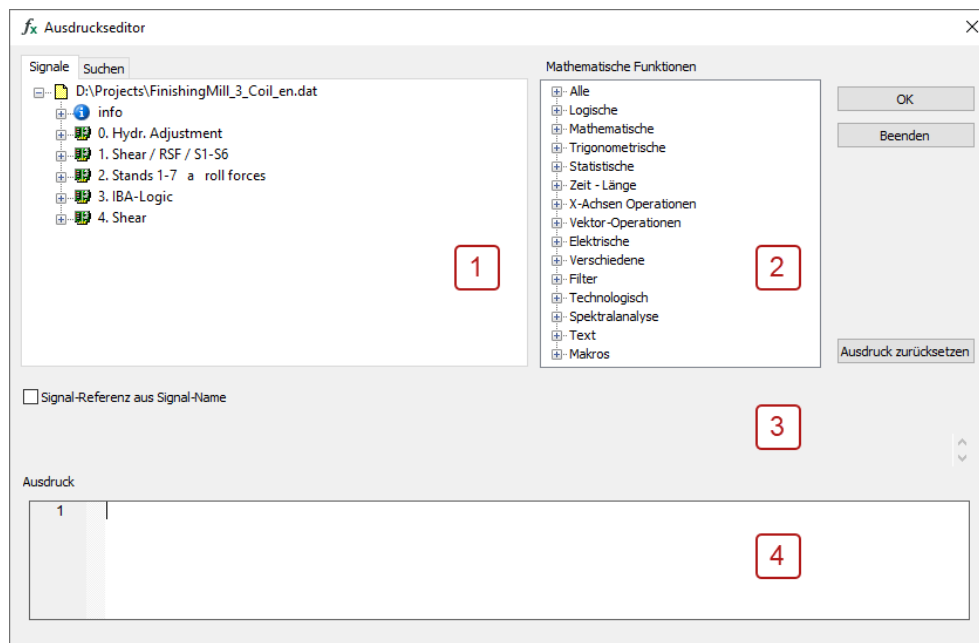 fx Ausdruckseditor
Signale
Suchen
D:\Projects\FinishingMill_3_Coil_en.dat
info
0. Hydr. Adjustment
1. Shear / RSF / S1-S6
2. Stands 1-7 a roll forces
3. IBA-Logic
4. Shear
1
Mathematische Funktionen
Alle
Logische
Mathematische
Trigonometrische
Statistische
Zeit - Länge
X-Achsen Operationen
Vektor-Operationen
Elektrische
Verschiedene
Filter
Technologisch
Spektralanalyse
Text
Makros
2
OK
Beenden
Ausdruck zurücksetzen
Signal-Referenz aus Signal-Name
3
Ausdruck
1
4